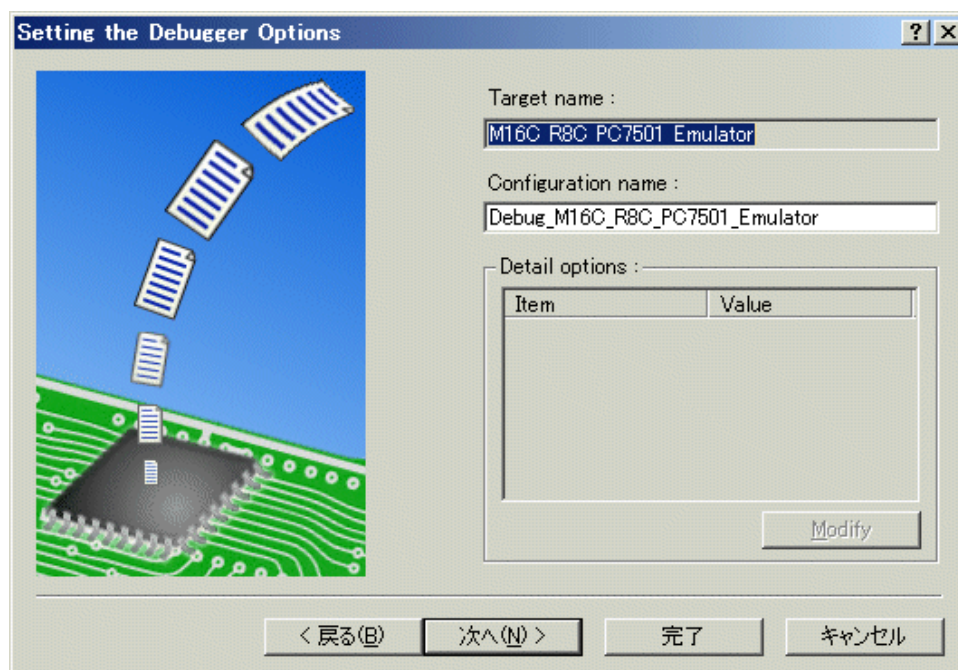 Setting the Debugger Options
Target name :
M16C R8C PC7501 Emulator
Configuration name :
Debug_M16C_R8C_PC7501_Emulator
Detail options :
Item Value
Modify
< 戻る(B) 次へ(N) > 完了 キャンセル